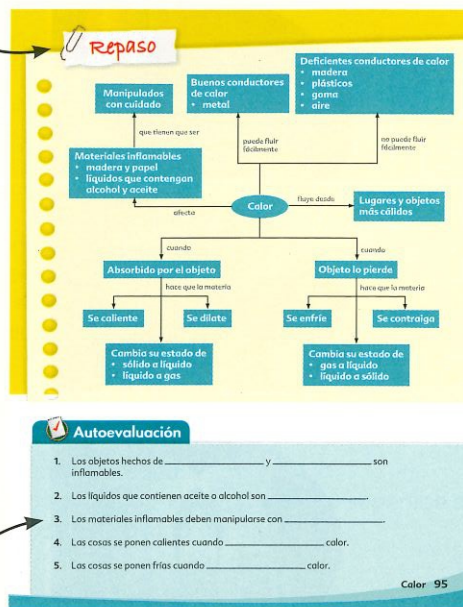 Repaso
Deficientes conductores de calor
• madera
• plásticos
• goma
• aire
Buenos conductores
de calor
• metal
Manipulados
con cuidado
que tienen que ser
puede fluir
fácilmente
no puede fluir
fácilmente
Materiales inflamables
• madera y papel
• líquidos que contengan
alcohol y aceite
afecta
Calor
fluye desde
Lugares y objetos
más cálidos
cuando
cuando
Absorbido por el objeto
Objeto lo pierde
hace que la materia
hace que la materia
Se caliente
Se dilate
Se enfríe
Se contraiga
Cambia su estado de
• sólido a líquido
• líquido a gas
Cambia su estado de
• gas a líquido
• líquido a sólido
Autoevaluación
1. Los objetos hechos de ____________ y ____________ son
inflamables.
2. Los líquidos que contienen aceite o alcohol son ____________.
3. Los materiales inflamables deben manipularse con ____________.
4. Las cosas se ponen calientes cuando ____________ calor.
5. Las cosas se ponen frías cuando ____________ calor.
Calor 95